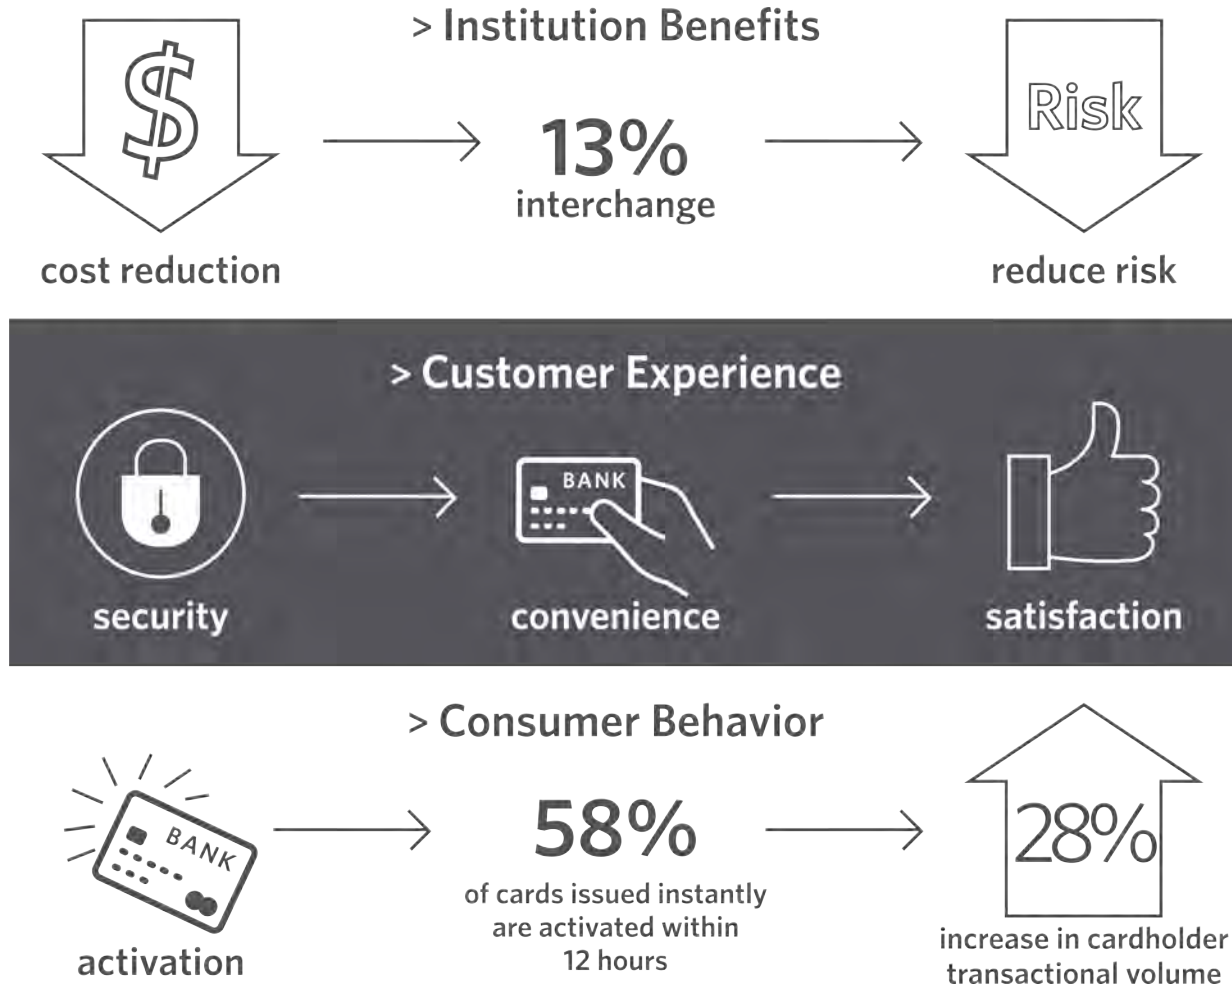 > Institution Benefits
$
13%
interchange
Risk
cost reduction
reduce risk
> Customer Experience
BANK
security
convenience
satisfaction
> Consumer Behavior
BANK
activation
58%
of cards issued instantly
are activated within
12 hours
28%
increase in cardholder
transactional volume